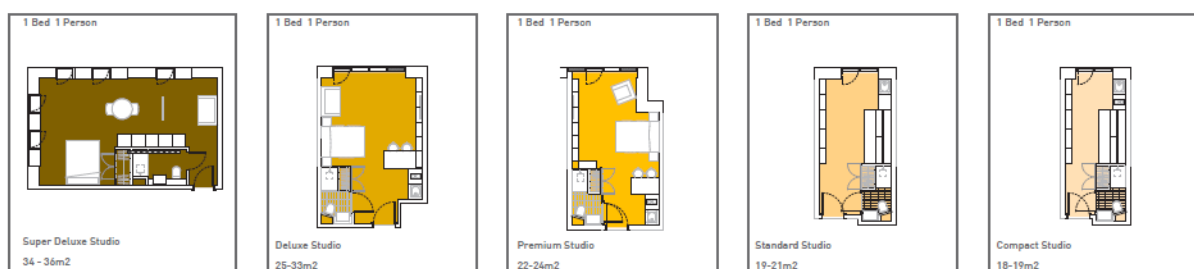 1 Bed 1 Person
Super Deluxe Studio
34 - 36m2
1 Bed 1 Person
Deluxe Studio
25-33m2
1 Bed 1 Person
Premium Studio
22-24m2
1 Bed 1 Person
Standard Studio
19-21m2
1 Bed 1 Person
Compact Studio
18-19m2